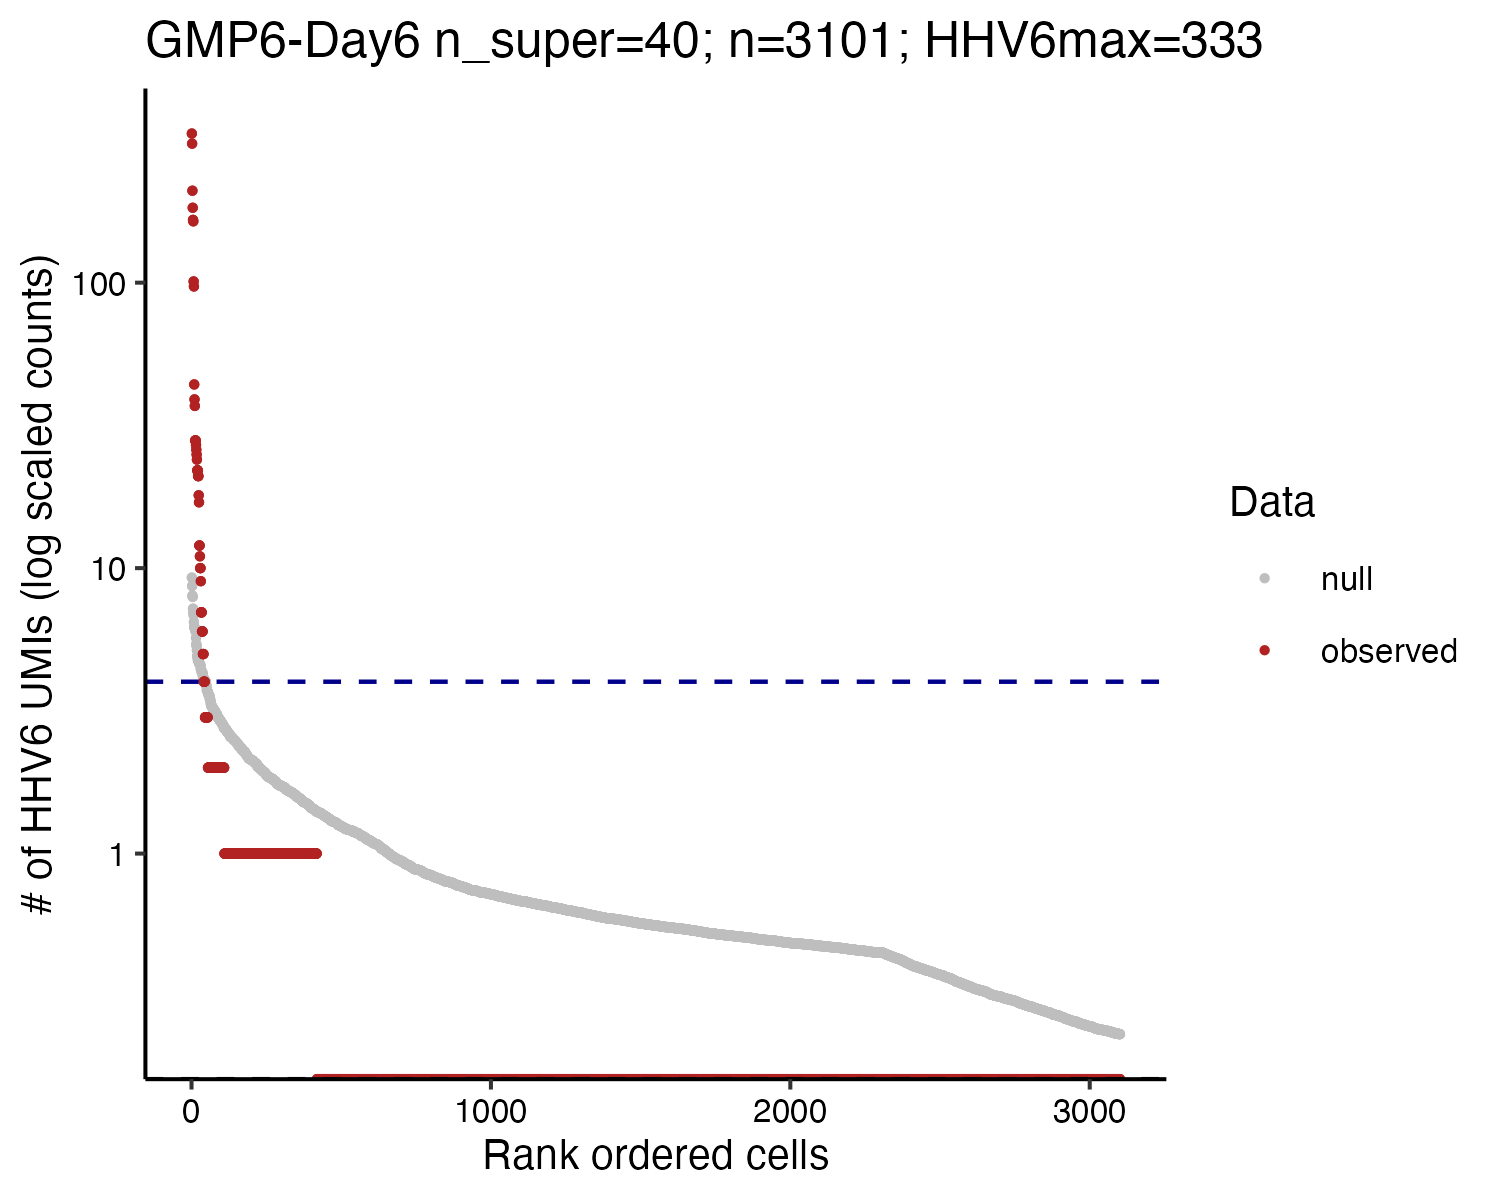 GMP6-Day6 n_super=40; n=3101; HHV6max=333
# of HHV6 UMIs (log scaled counts)
100
10
1
0
1000
2000
3000
Rank ordered cells
Data
null
observed